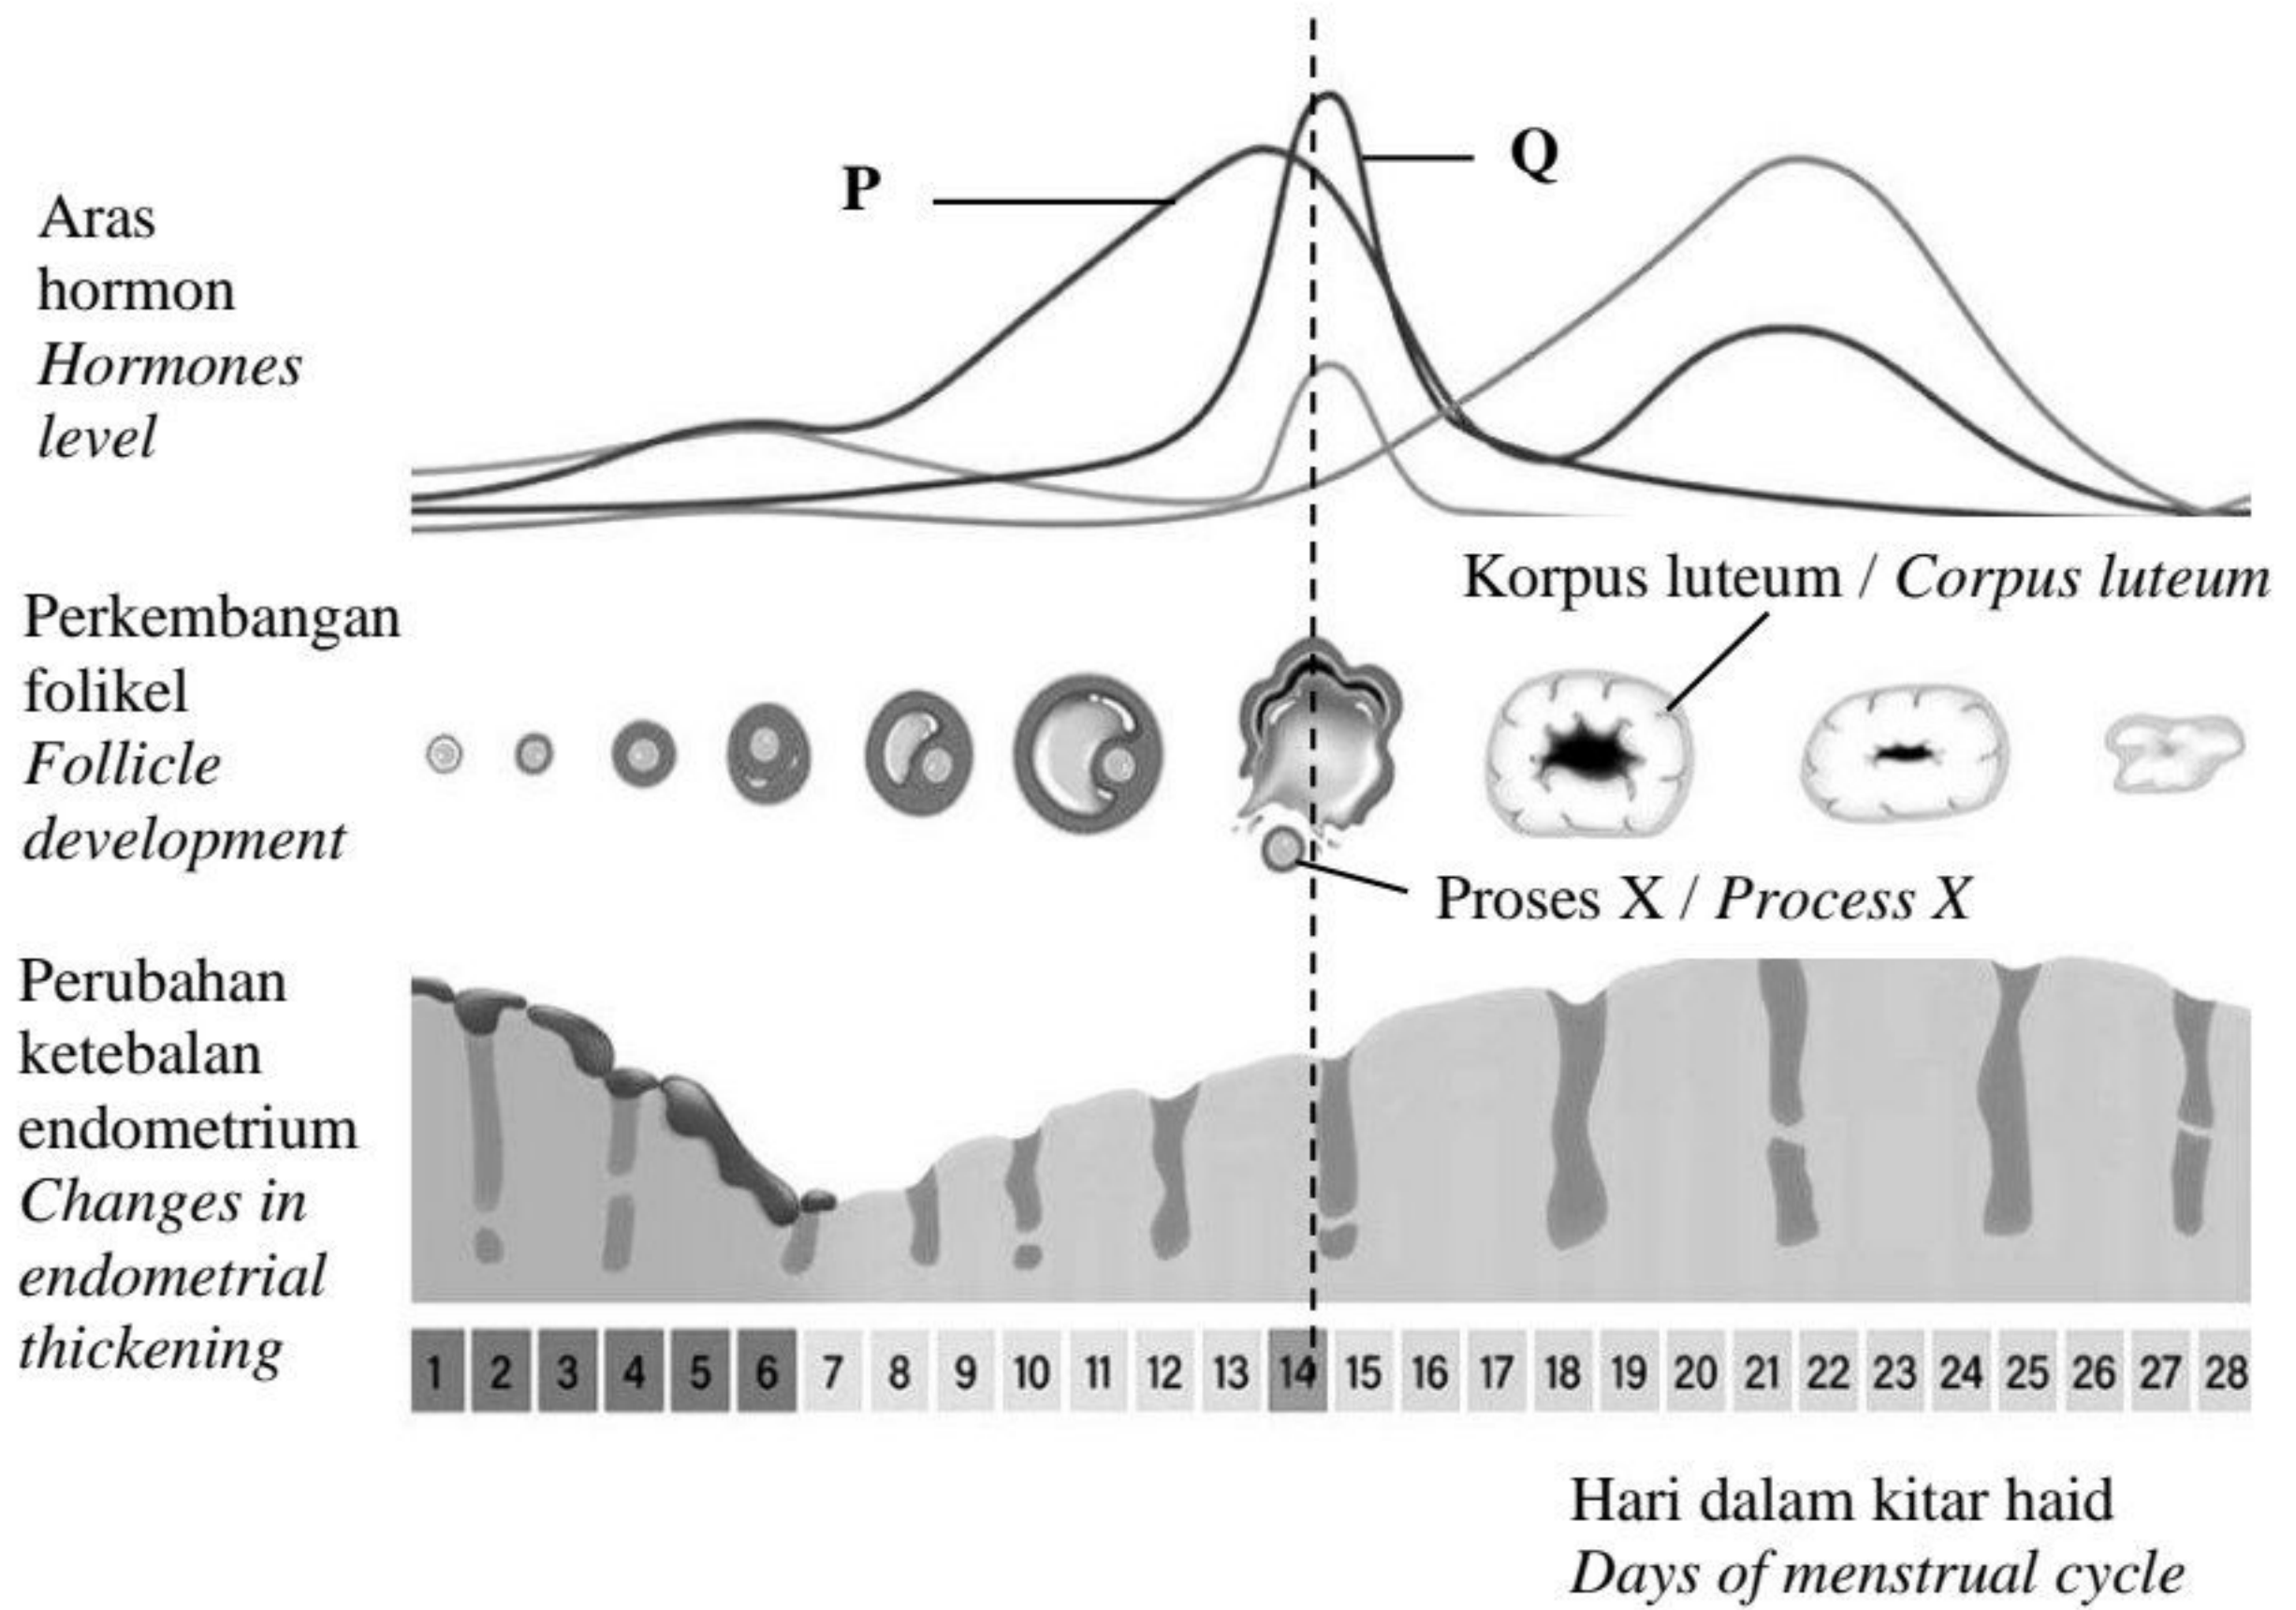 P
Q
Aras
hormon
Hormones
level
Korpus luteum / Corpus luteum
Perkembangan
folikel
Follicle
development
Proses X / Process X
Perubahan
ketebalan
endometrium
Changes in
endometrial
thickening
1 2 3 4 5 6 7 8 9 10 11 12 13 14 15 16 17 18 19 20 21 22 23 24 25 26 27 28
Hari dalam kitar haid
Days of menstrual cycle